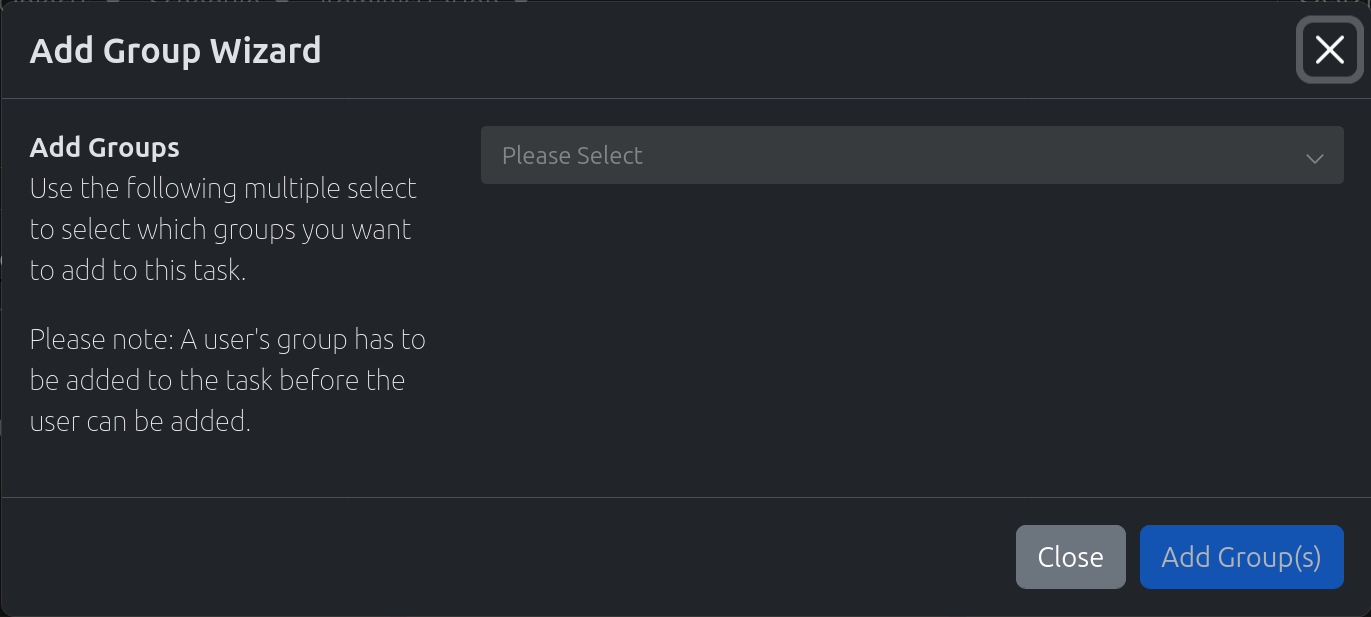 Add Group Wizard
Add Groups
Use the following multiple select
to select which groups you want
to add to this task.
Please note: A user's group has to
be added to the task before the
user can be added.
Please Select
Close
Add Group(s)